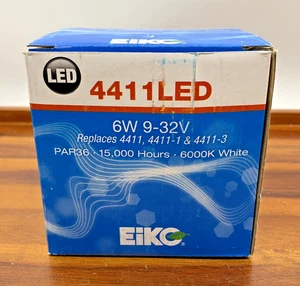 EiKO
LED
4411LED
6W 9-32V
Replaces 4411, 4411-1 & 4411-3
PAR36 · 15,000 Hours · 6000K White
EiKO